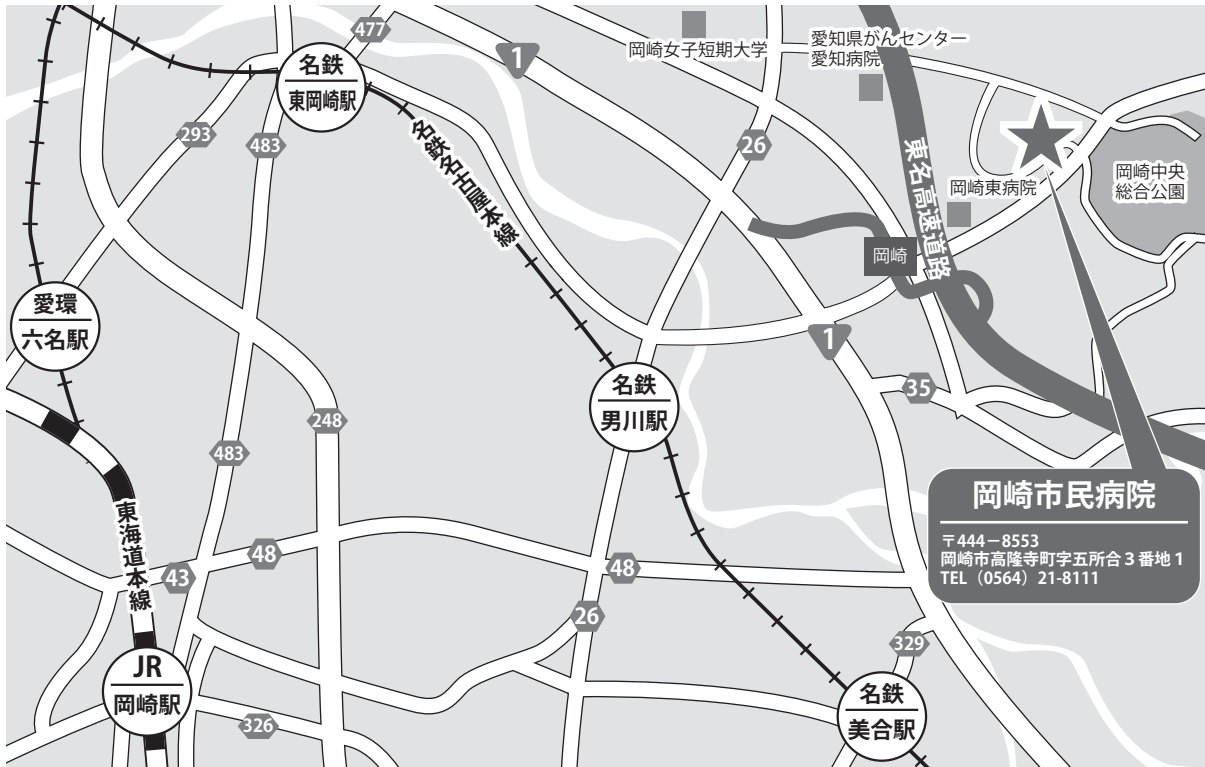 477
名鉄
東岡崎駅
1
岡崎女子短期大学
愛知県がんセンター
愛知病院
293
483
名鉄名古屋本線
26
東名高速道路
岡崎東病院
岡崎中央
総合公園
岡崎
愛環
六名駅
1
名鉄
男川駅
35
248
483
岡崎市民病院
〒444-8553
岡崎市高隆寺町字五所合3番地1
TEL(0564)21-8111
東海道本線
48
43
48
26
329
JR
岡崎駅
名鉄
美合駅
326